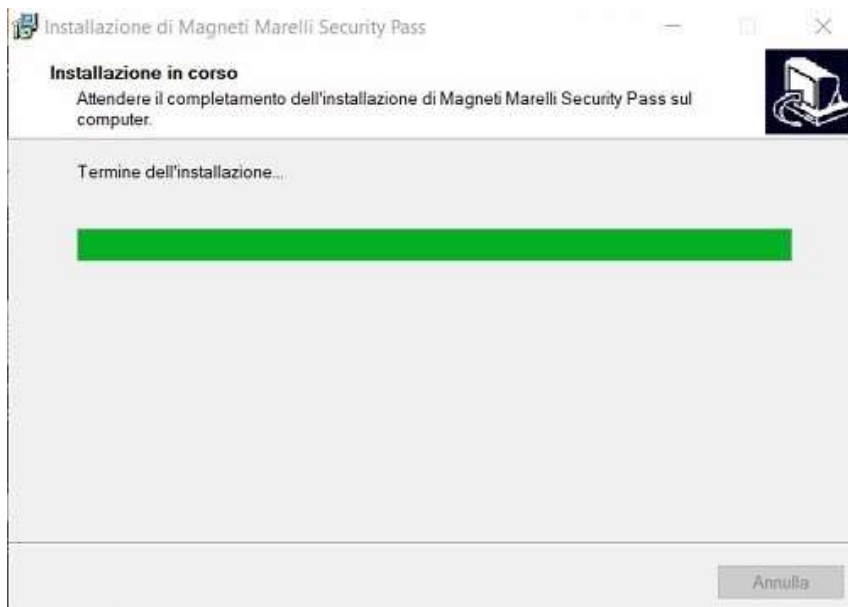 Installazione di Magneti Marelli Security Pass
Installazione in corso
Attendere il completamento dell'installazione di Magneti Marelli Security Pass sul
computer.
Termine dell'installazione...
Annulla